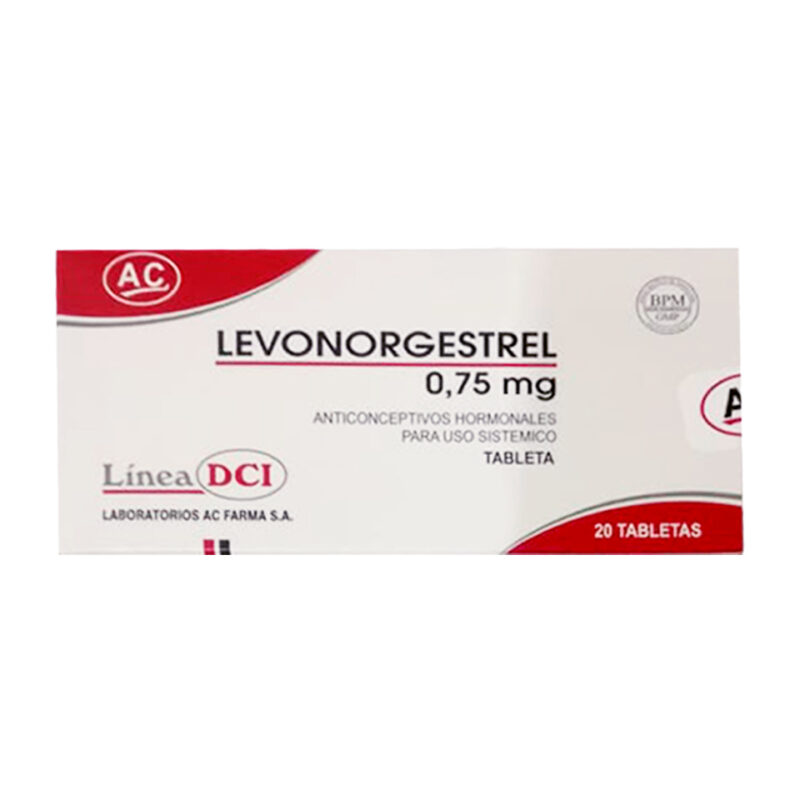 AC
BPM
GMP
LEVONORGESTREL
0,75 mg
ANTICONCEPTIVOS HORMONALES
PARA USO SISTEMICO
TABLETA
Línea DCI
LABORATORIOS AC FARMA S.A.
20 TABLETAS